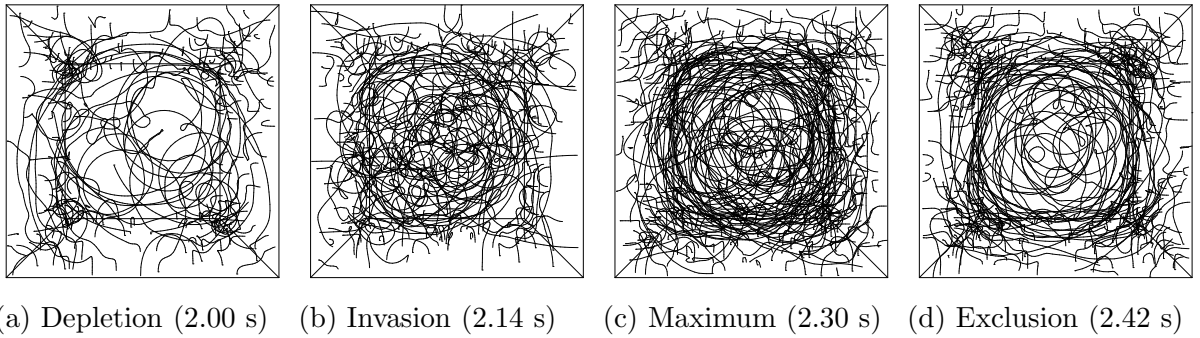 a) Depletion (2.00 s) (b) Invasion (2.14 s) (c) Maximum (2.30 s) (d) Exclusion (2.42 s)